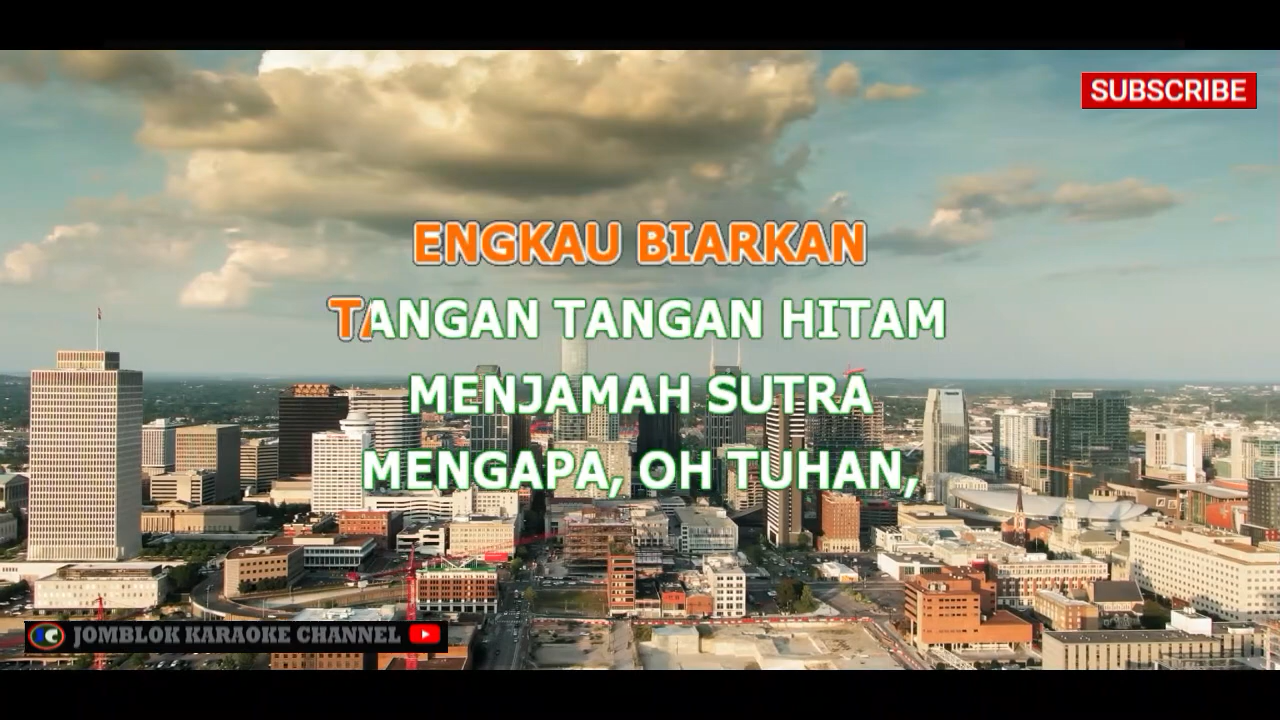 SUBSCRIBE
ENGKAU BIARKAN
TANGAN TANGAN HITAM
MENJAMAH SUTRA
MENGAPA, OH TUHAN,
JOMBLOK KARAOKE CHANNEL